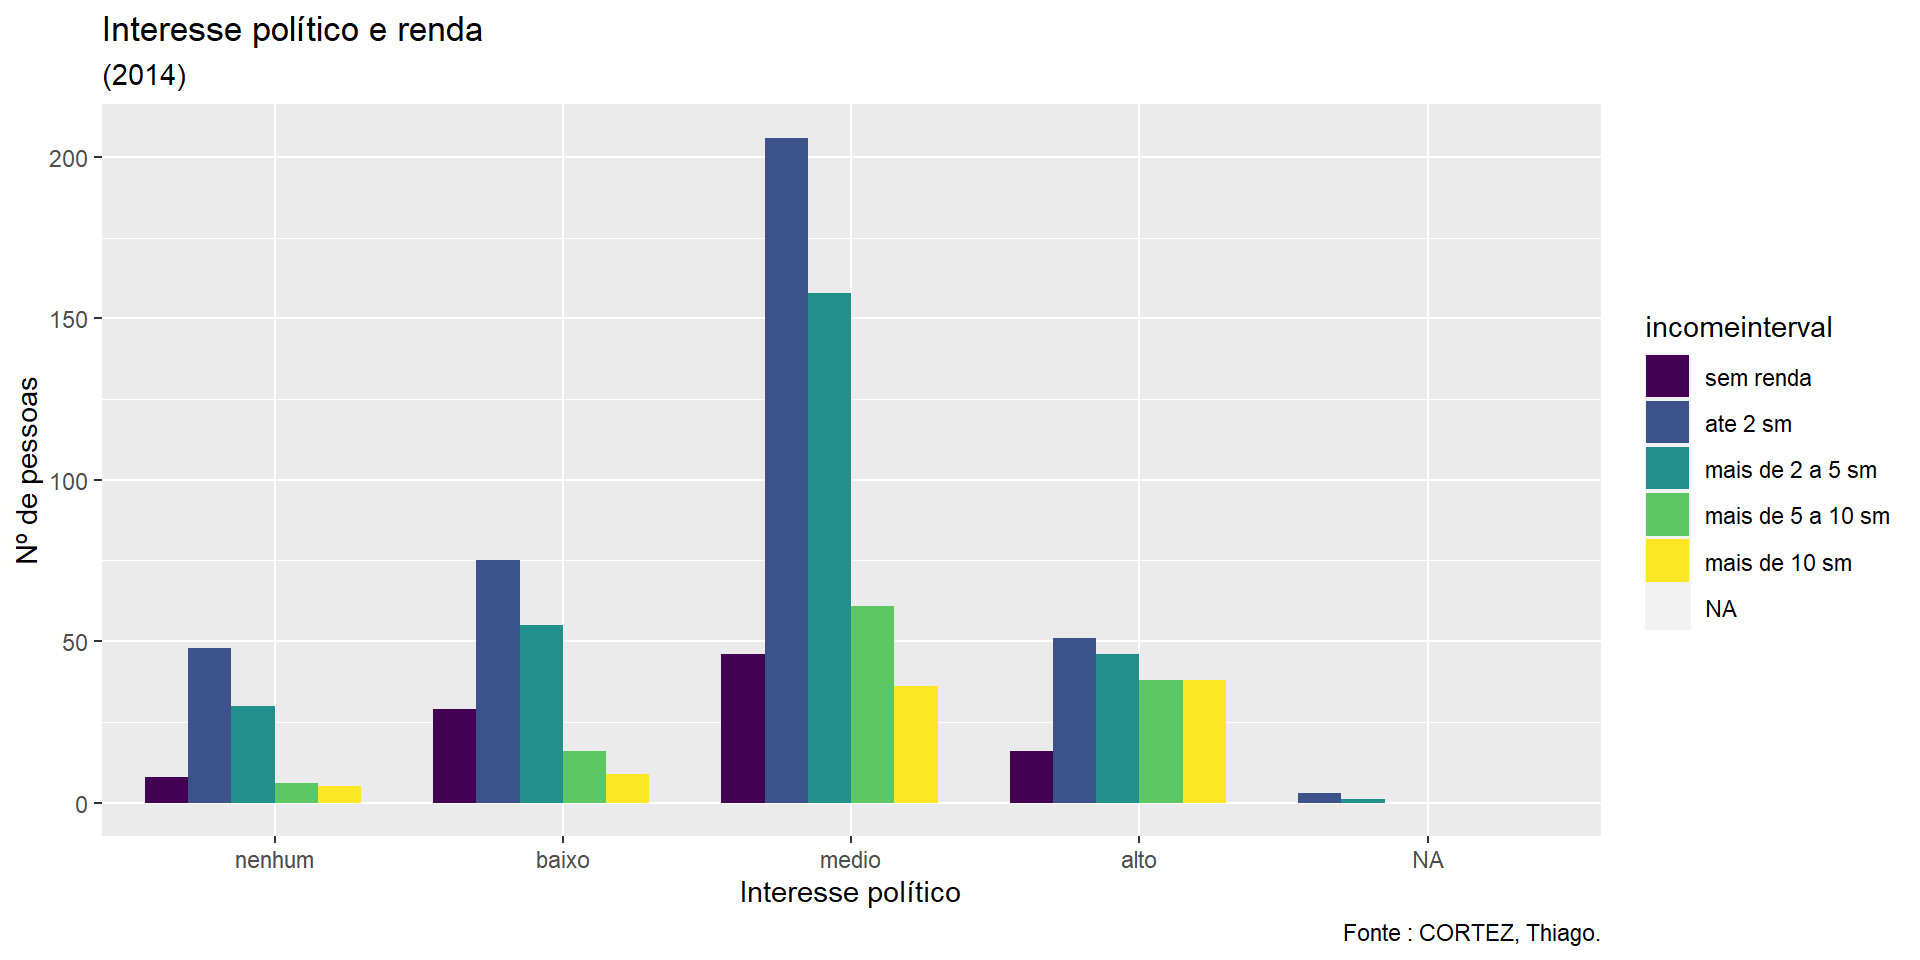 Interesse político e renda
(2014)
Nº de pessoas
200
150
100
50
0
nenhum
baixo
medio
alto
NA
Interesse político
incomeinterval
sem renda
ate 2 sm
mais de 2 a 5 sm
mais de 5 a 10 sm
mais de 10 sm
NA
Fonte : CORTEZ, Thiago.